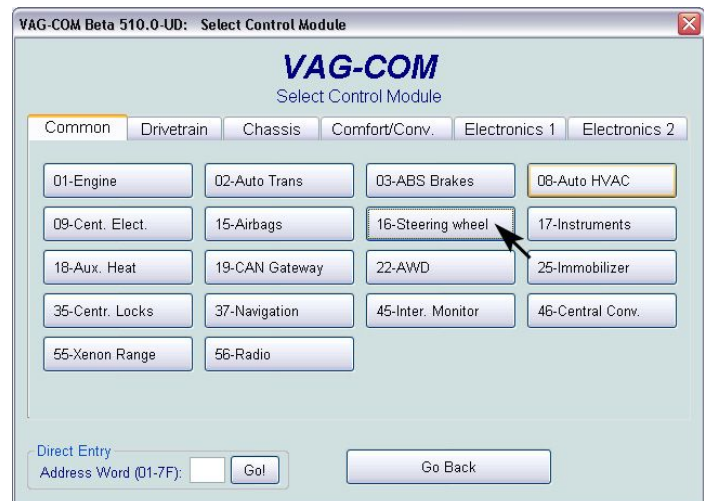 VAG-COM Beta 510.0-UD: Select Control Module
VAG-COM
Select Control Module
Common Drivetrain Chassis Comfort/Conv. Electronics 1 Electronics 2
01-Engine 02-Auto Trans 03-ABS Brakes 08-Auto HVAC
09-Cent. Elect. 15-Airbags 16-Steering wheel 17-Instruments
18-Aux. Heat 19-CAN Gateway 22-AWD 25-Immobilizer
35-Centr. Locks 37-Navigation 45-Inter. Monitor 46-Central Conv.
55-Xenon Range 56-Radio
Direct Entry
Address Word (01-7F): Go! Go Back